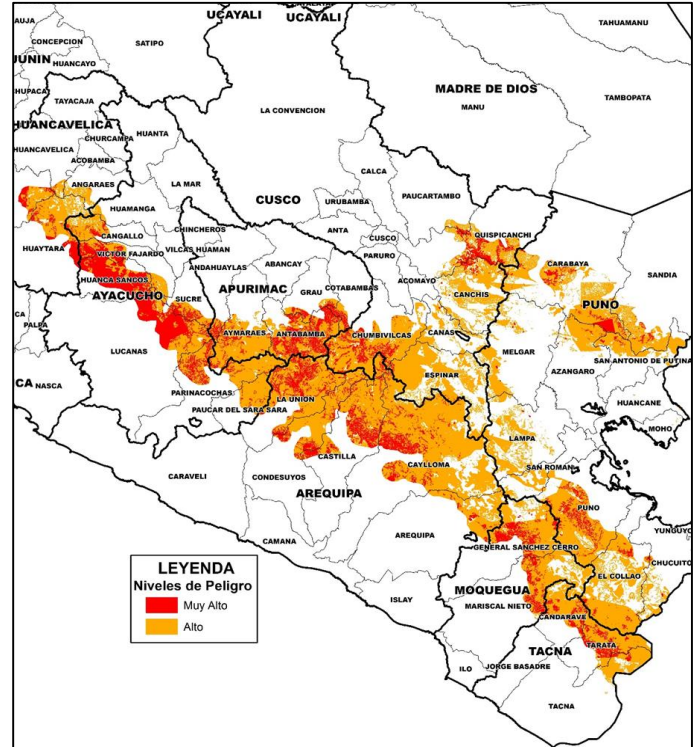 UCAYALI
UCAYALI
TAHUAMANU
CONCEPCION
SATIPO
JUNIN
HUANCAYO
MADRE DE DIOS
MANU
TAMBOPATA
CHUPACA
TAYACAJA
LA CONVENCION
HUANCAVELICA
HUANTA
CHURCAMPA
HUANCAVELICA
ACOBAMBA
CALCA
ANGARAES
LA MAR
PAUCARTAMBO
CUSCO
URUBAMBA
HUAMANGA
ANTA
CUSCO
QUISPICANCHI
CANGALLO
CHINCHEROS
HUAYTARA
VICTOR FAJARDO
VILCAS HUAMAN
PARURO
CARABAYA
ANDAHUAYLAS
ABANCAY
ACOMAYO
SANDIA
HUANCA SANCOS
COTABAMBAS
CANCHIS
AYACUCHO
SUCRE
APURIMAC
GRAU
PUNO
AYMARAES
ANTABAMBA
CHUMBIVILCAS
CANAS
PALPA
LUCANAS
MELGAR
SAN ANTONIO DE PUTINA
ESPINAR
AZANGARO
NASCA
PARINACOCHAS
LA UNION
HUANCANE
PAUCAR DEL SARA SARA
MOHO
LAMPA
CASTILLA
SAN ROMAN
CARAVELI
CONDESUYOS
CAYLLOMA
AREQUIPA
PUNO
CAMANA
AREQUIPA
YUNGUYO
GENERAL SANCHEZ CERRO
CHUCUITO
EL COLLAO
LEYENDA
Niveles de Peligro
Muy Alto
Alto
ISLAY
MOQUEGUA
MARISCAL NIETO
CANDARAVE
TARATA
TACNA
ILO
JORGE BASADRE
TACNA